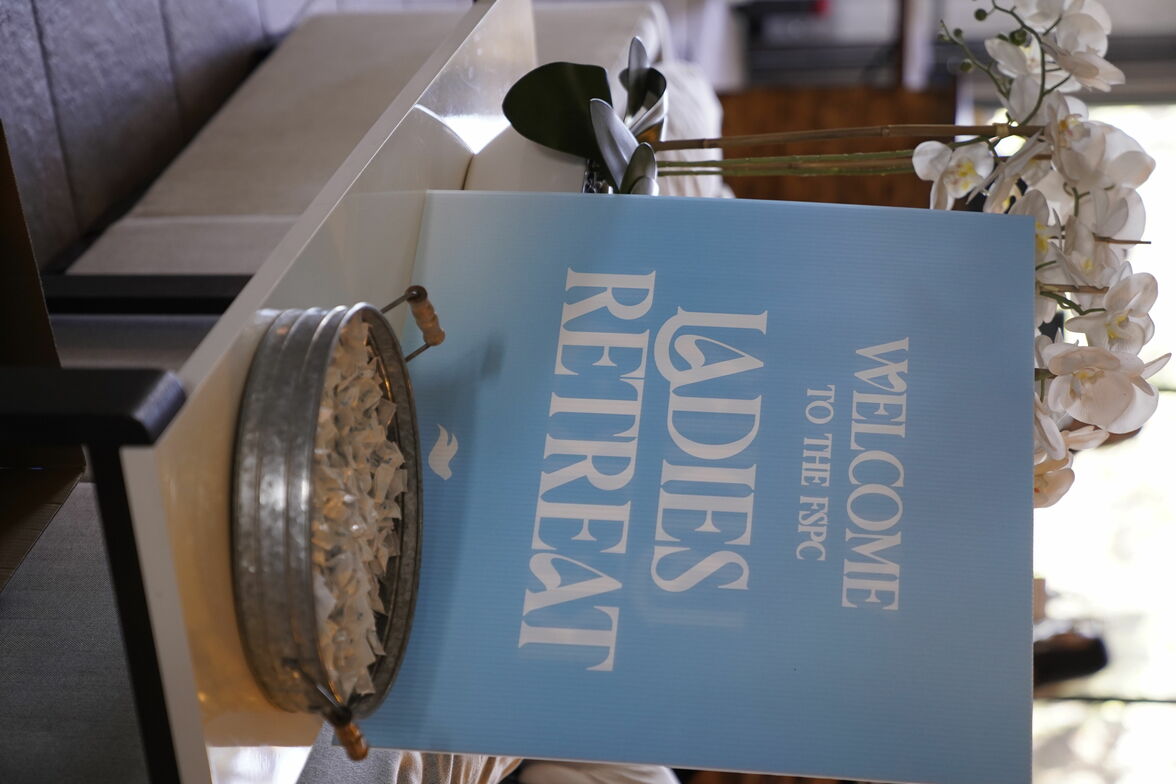 WELCOME
TO THE FSPC
LADIES
RETREAT